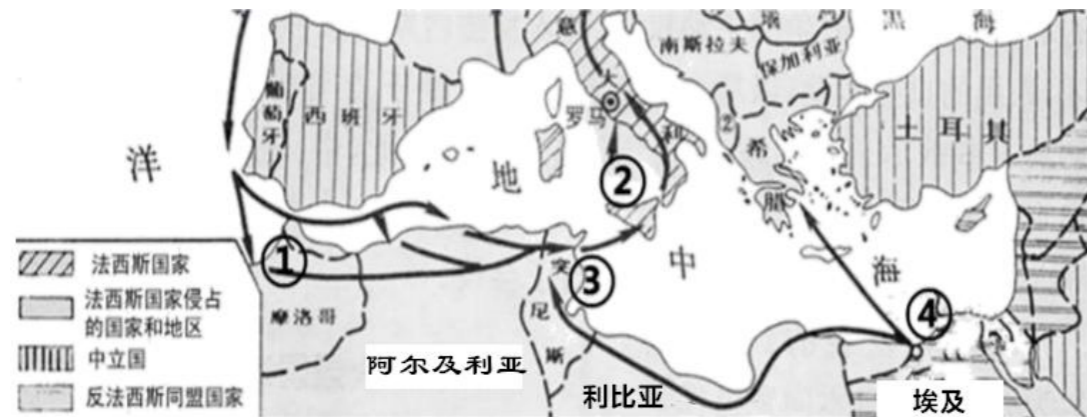 意
大
利
罗马
②
南斯拉夫
保加利亚
黑海
葡萄牙
西班牙
土耳其
希
腊
洋
地
中
海
②
①
③
④
突
尼
斯
摩洛哥
阿尔及利亚
利比亚
埃及
法西斯国家
法西斯国家侵占
的国家和地区
中立国
反法西斯同盟国家